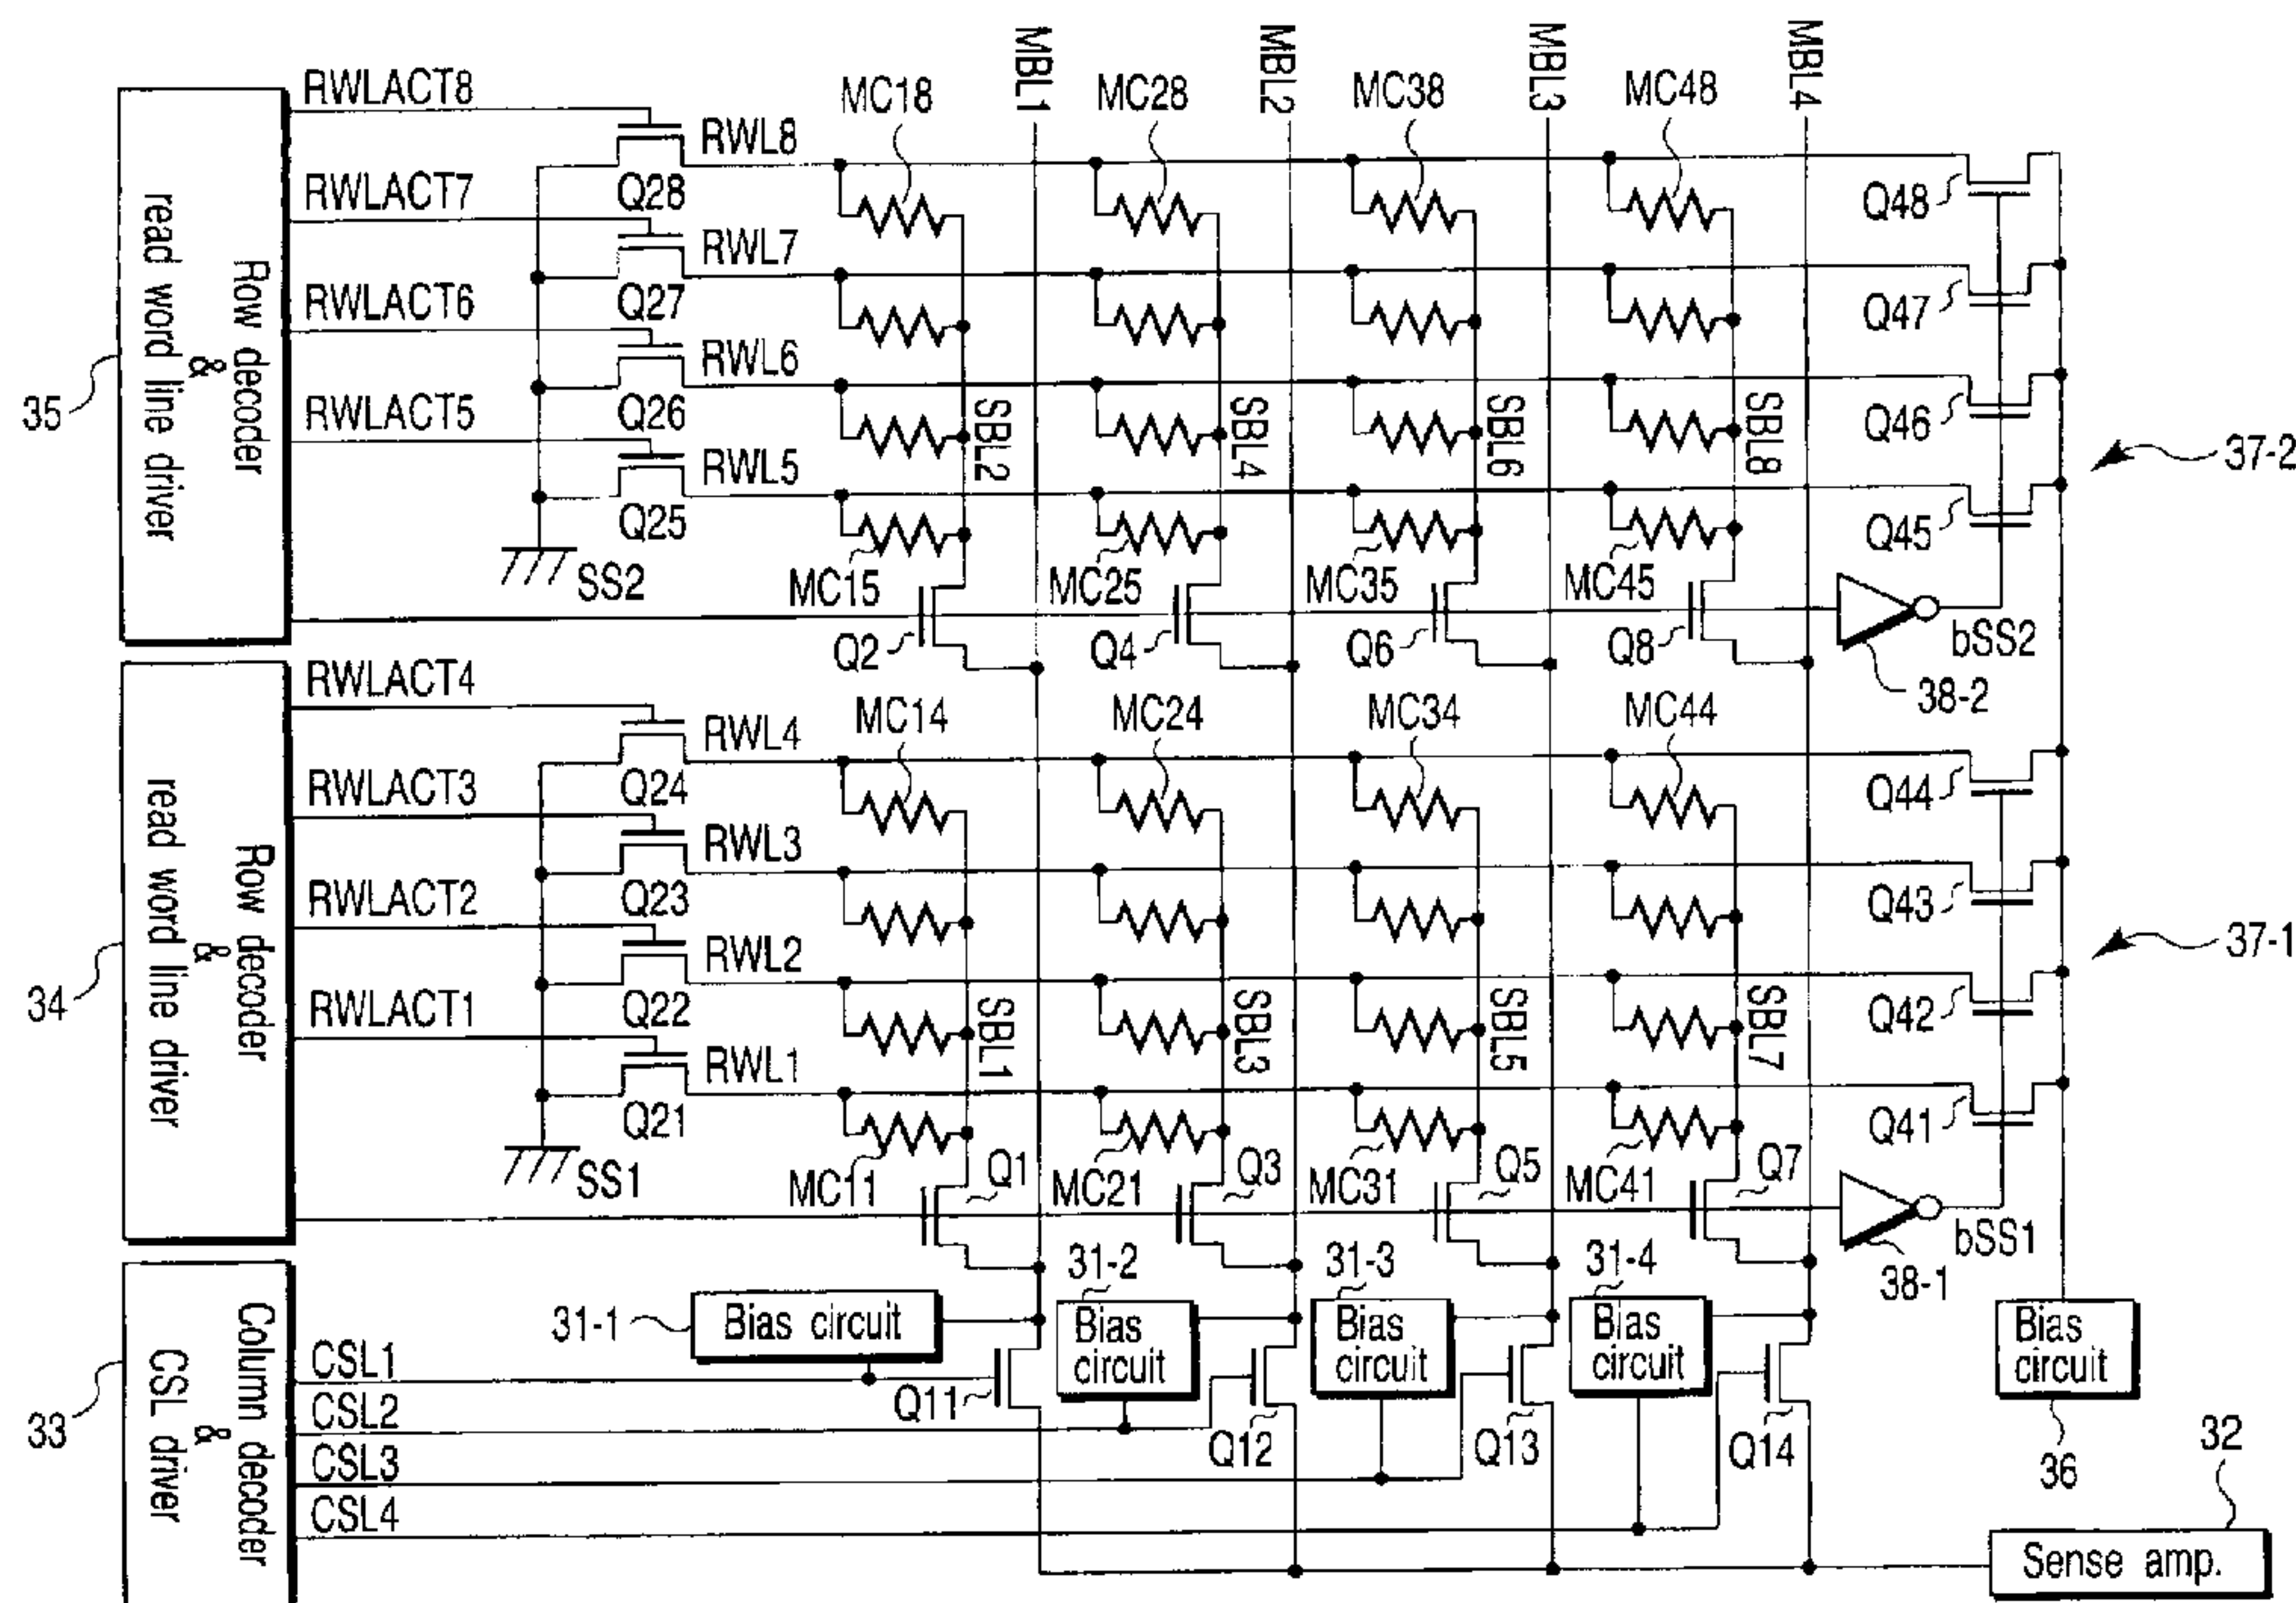 MBL1
MBL2
MBL3
MBL4
RWLACT8
RWL8
MC18
MC28
MC38
MC48
Q28
Q48
RWLACT7
RWL7
Q27
Q47
RWLACT6
RWL6
Q26
Q46
RWLACT5
RWL5
Q25
Q45
SBL2
SBL4
SBL6
SBL8
35
Row decoder
&
read word line driver
37-2
SS2
MC15
MC25
MC35
MC45
Q2
Q4
Q6
Q8
bSS2
38-2
RWLACT4
RWL4
MC14
MC24
MC34
MC44
Q24
Q44
RWLACT3
RWL3
Q23
Q43
RWLACT2
RWL2
Q22
Q42
RWLACT1
RWL1
Q21
Q41
SBL1
SBL3
SBL5
SBL7
34
Row decoder
&
read word line driver
37-1
SS1
MC11
MC21
MC31
MC41
Q1
Q3
Q5
Q7
bSS1
38-1
31-1
Bias circuit
31-2
Bias
circuit
31-3
Bias
circuit
31-4
Bias
circuit
Bias
circuit
36
33
Column decoder
&
CSL driver
CSL1
CSL2
CSL3
CSL4
Q11
Q12
Q13
Q14
32
Sense amp.